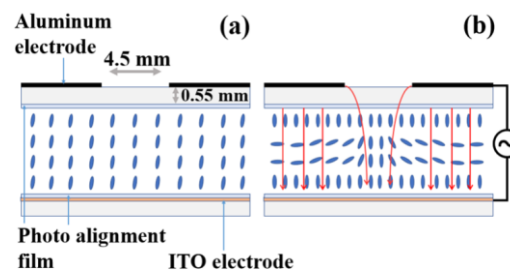 Aluminum
electrode
(a)
(b)
4.5 mm
0.55 mm
Photo alignment
film
ITO electrode